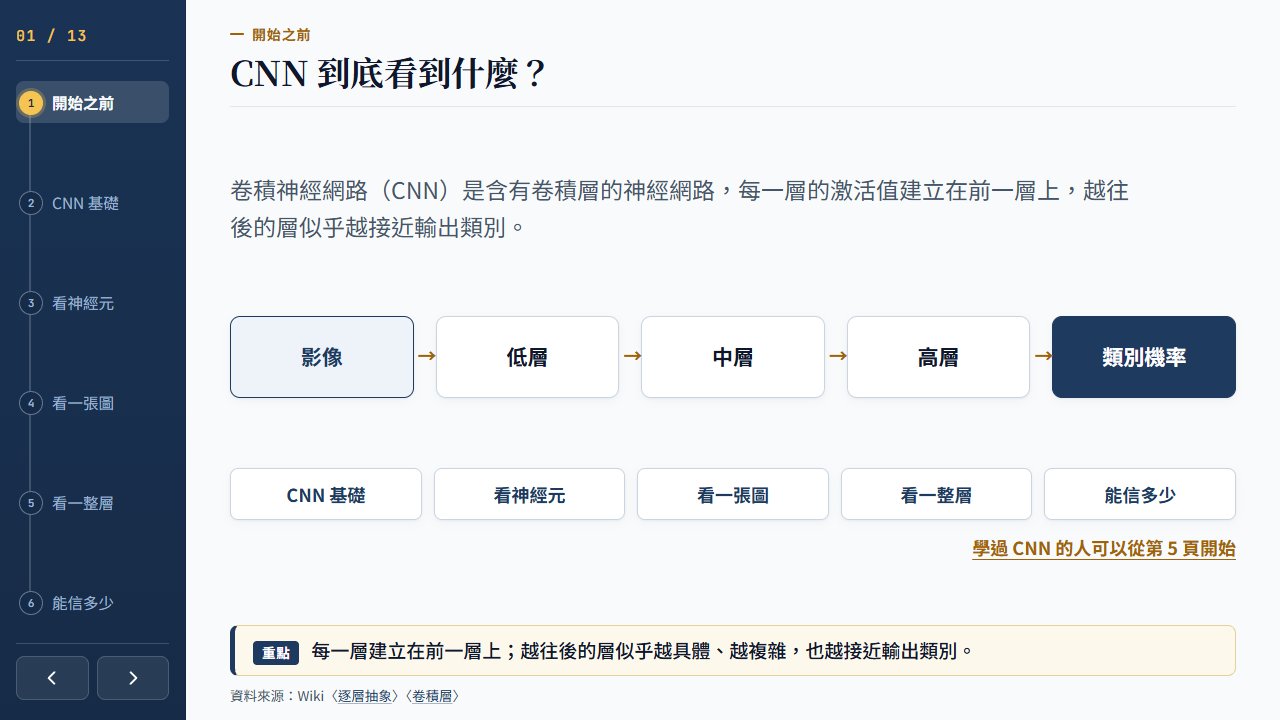 01 / 13
1 開始之前
2 CNN 基礎
3 看神經元
4 看一張圖
5 看一整層
6 能信多少
開始之前
CNN 到底看到什麼？
卷積神經網路（CNN）是含有卷積層的神經網路，每一層的激活值建立在前一層上，越往
後的層似乎越接近輸出類別。
影像 → 低層 → 中層 → 高層 → 類別機率
CNN 基礎 看神經元 看一張圖 看一整層 能信多少
學過 CNN 的人可以從第 5 頁開始
重點 每一層建立在前一層上；越往後的層似乎越具體、越複雜，也越接近輸出類別。
資料來源：Wiki〈逐層抽象〉〈卷積層〉